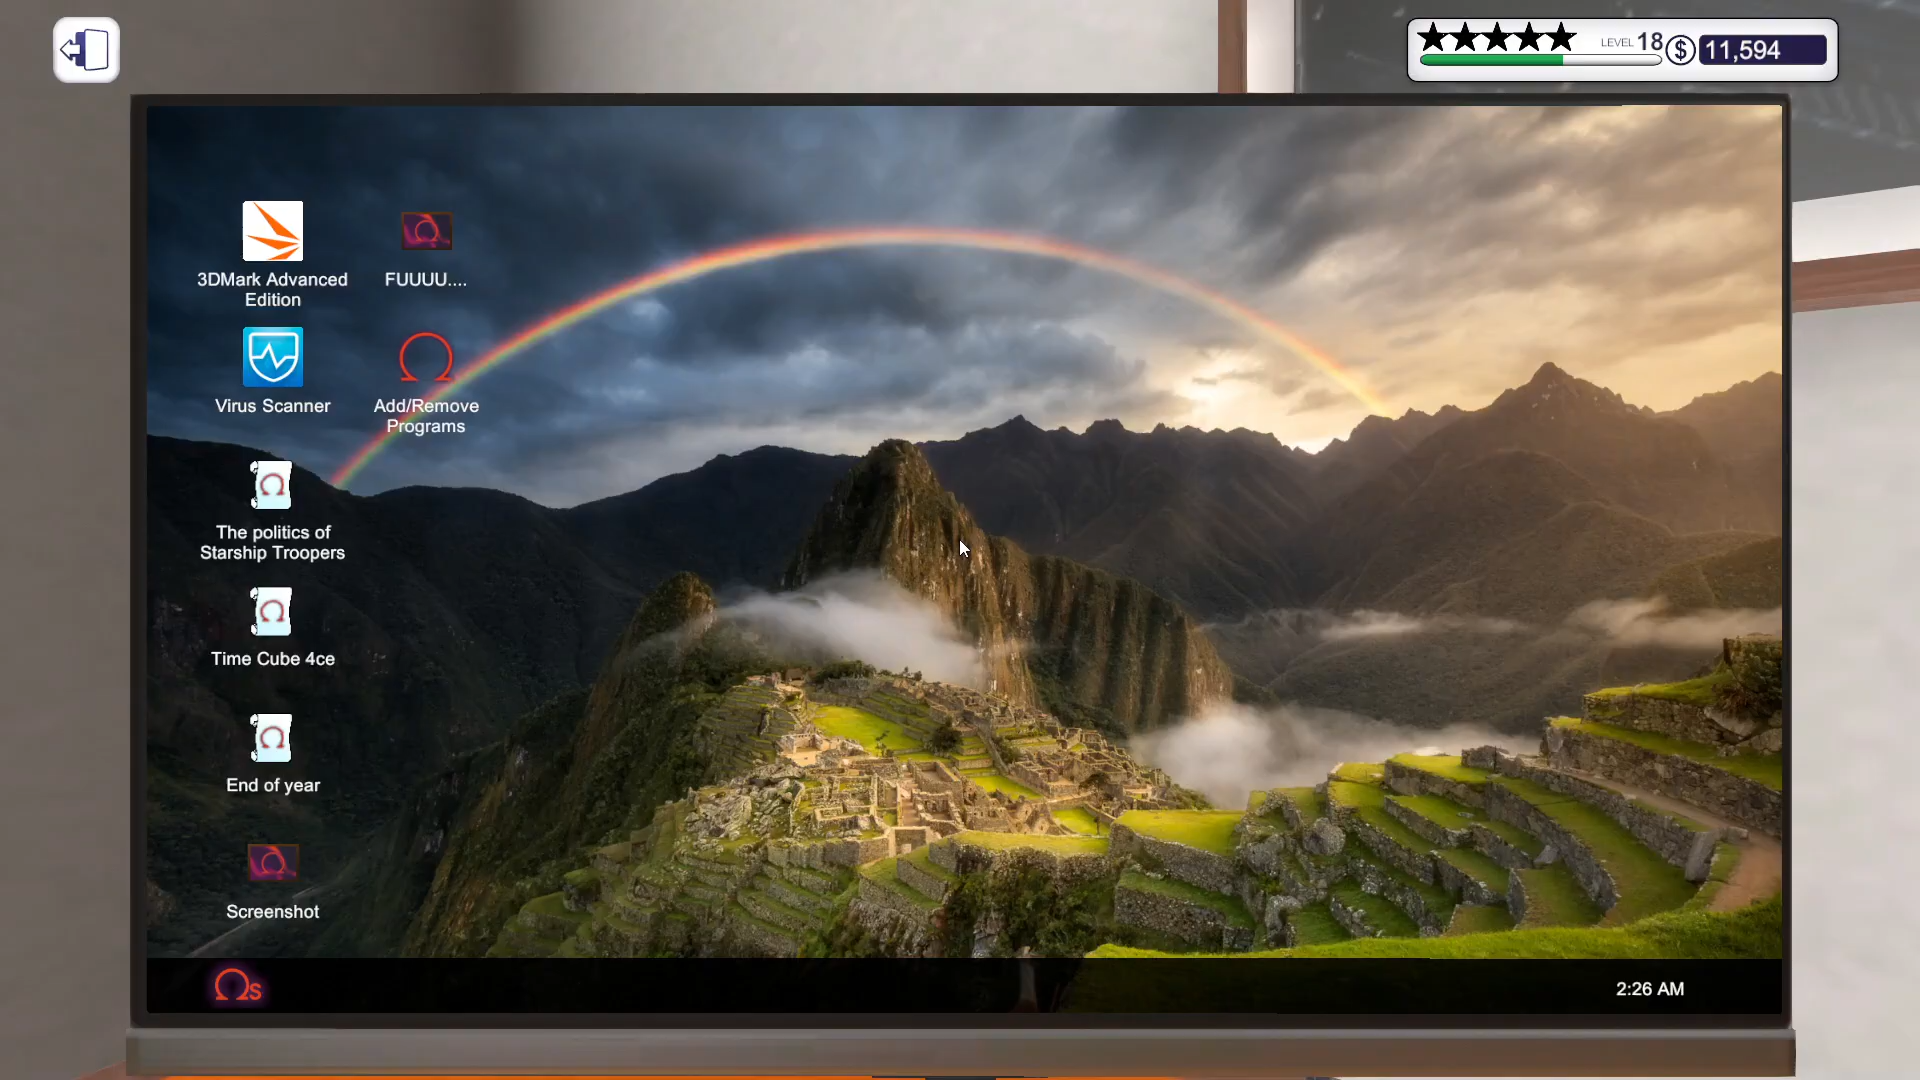 LEVEL 18
$ 11,594
3DMark Advanced
Edition
FUUUU....
Virus Scanner
Add/Remove
Programs
The politics of
Starship Troopers
Time Cube 4ce
End of year
Screenshot
Ωs
2:26 AM